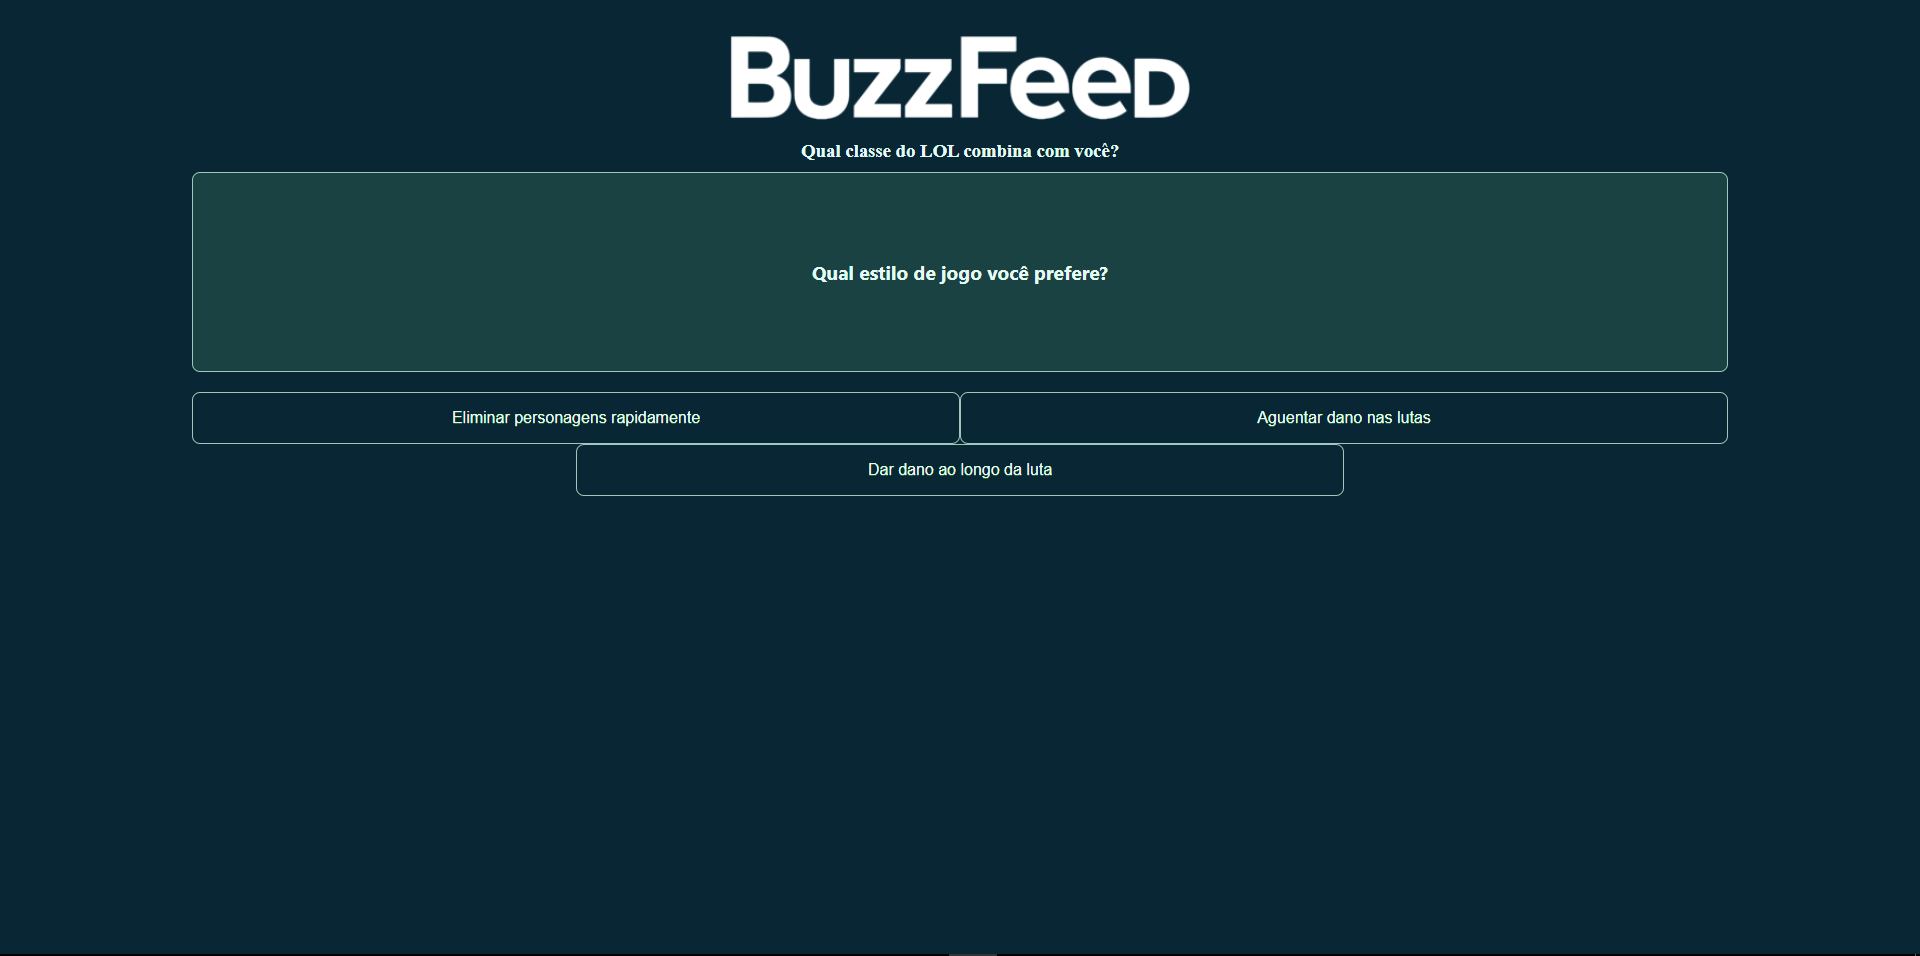 BuzzFeed
Qual classe do LOL combina com você?
Qual estilo de jogo você prefere?
Eliminar personagens rapidamente
Aguentar dano nas lutas
Dar dano ao longo da luta